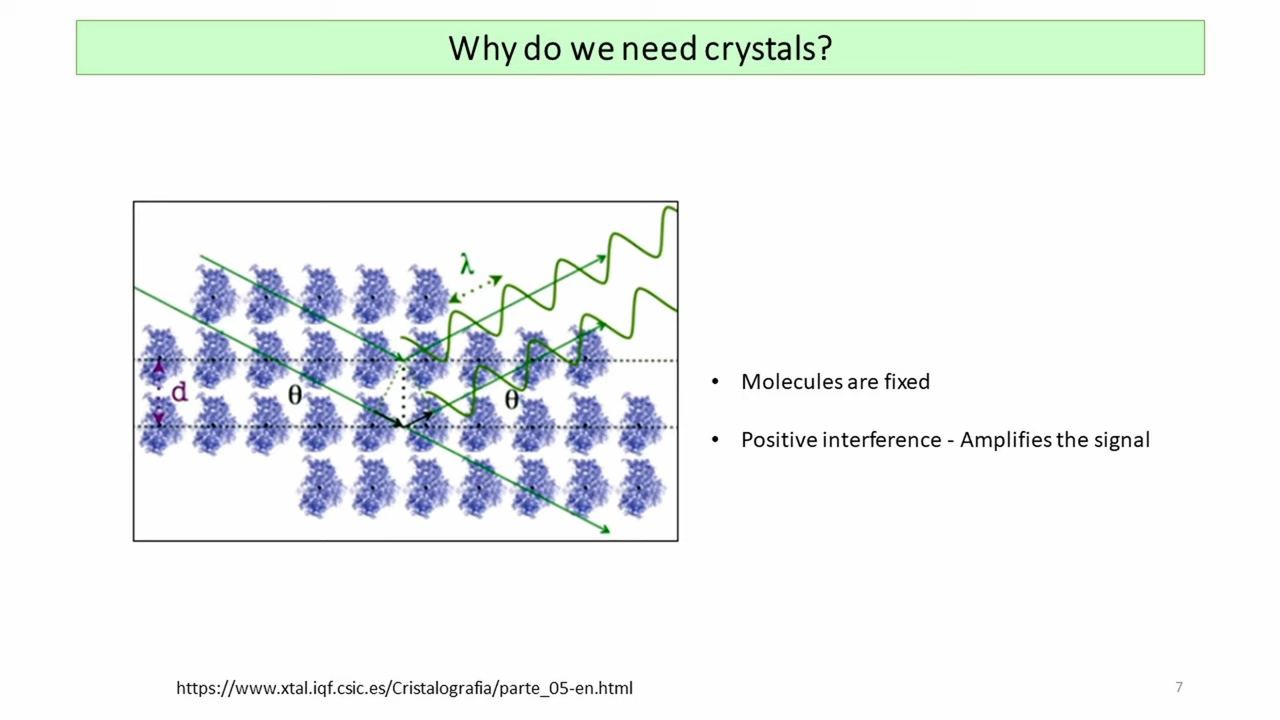 Why do we need crystals?
λ
d
θ
θ
• Molecules are fixed
• Positive interference - Amplifies the signal
https://www.xtal.iqf.csic.es/Cristalografia/parte_05-en.html
7